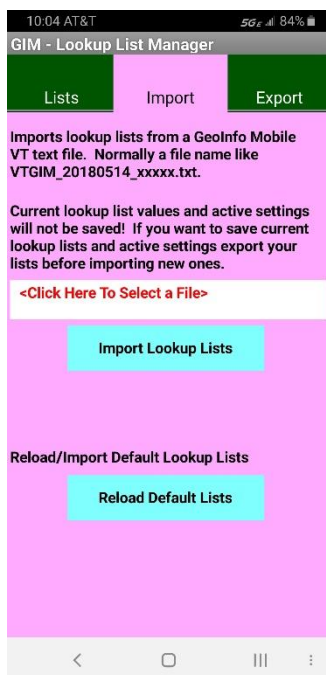 10:04 AT&T 5G E 84%
GIM - Lookup List Manager
Lists Import Export
Imports lookup lists from a GeoInfo Mobile
VT text file. Normally a file name like
VTGIM_20180514_xxxxx.txt.
Current lookup list values and active settings
will not be saved! If you want to save current
lookup lists and active settings export your
lists before importing new ones.
<Click Here To Select a File>
Import Lookup Lists
Reload/Import Default Lookup Lists
Reload Default Lists